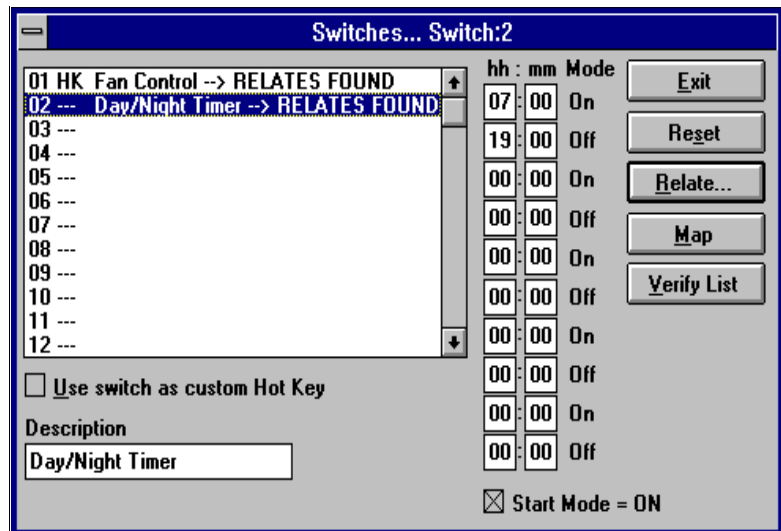 Switches... Switch:2
01 HK Fan Control --> RELATES FOUND
02 --- Day/Night Timer --> RELATES FOUND
03 ---
04 ---
05 ---
06 ---
07 ---
08 ---
09 ---
10 ---
11 ---
12 ---
Use switch as custom Hot Key
Description
Day/Night Timer
hh : mm Mode
07 : 00 On
19 : 00 Off
00 : 00 On
00 : 00 Off
00 : 00 On
00 : 00 Off
00 : 00 On
00 : 00 Off
00 : 00 On
00 : 00 Off
Start Mode = ON
Exit
Reset
Relate...
Map
Verify List